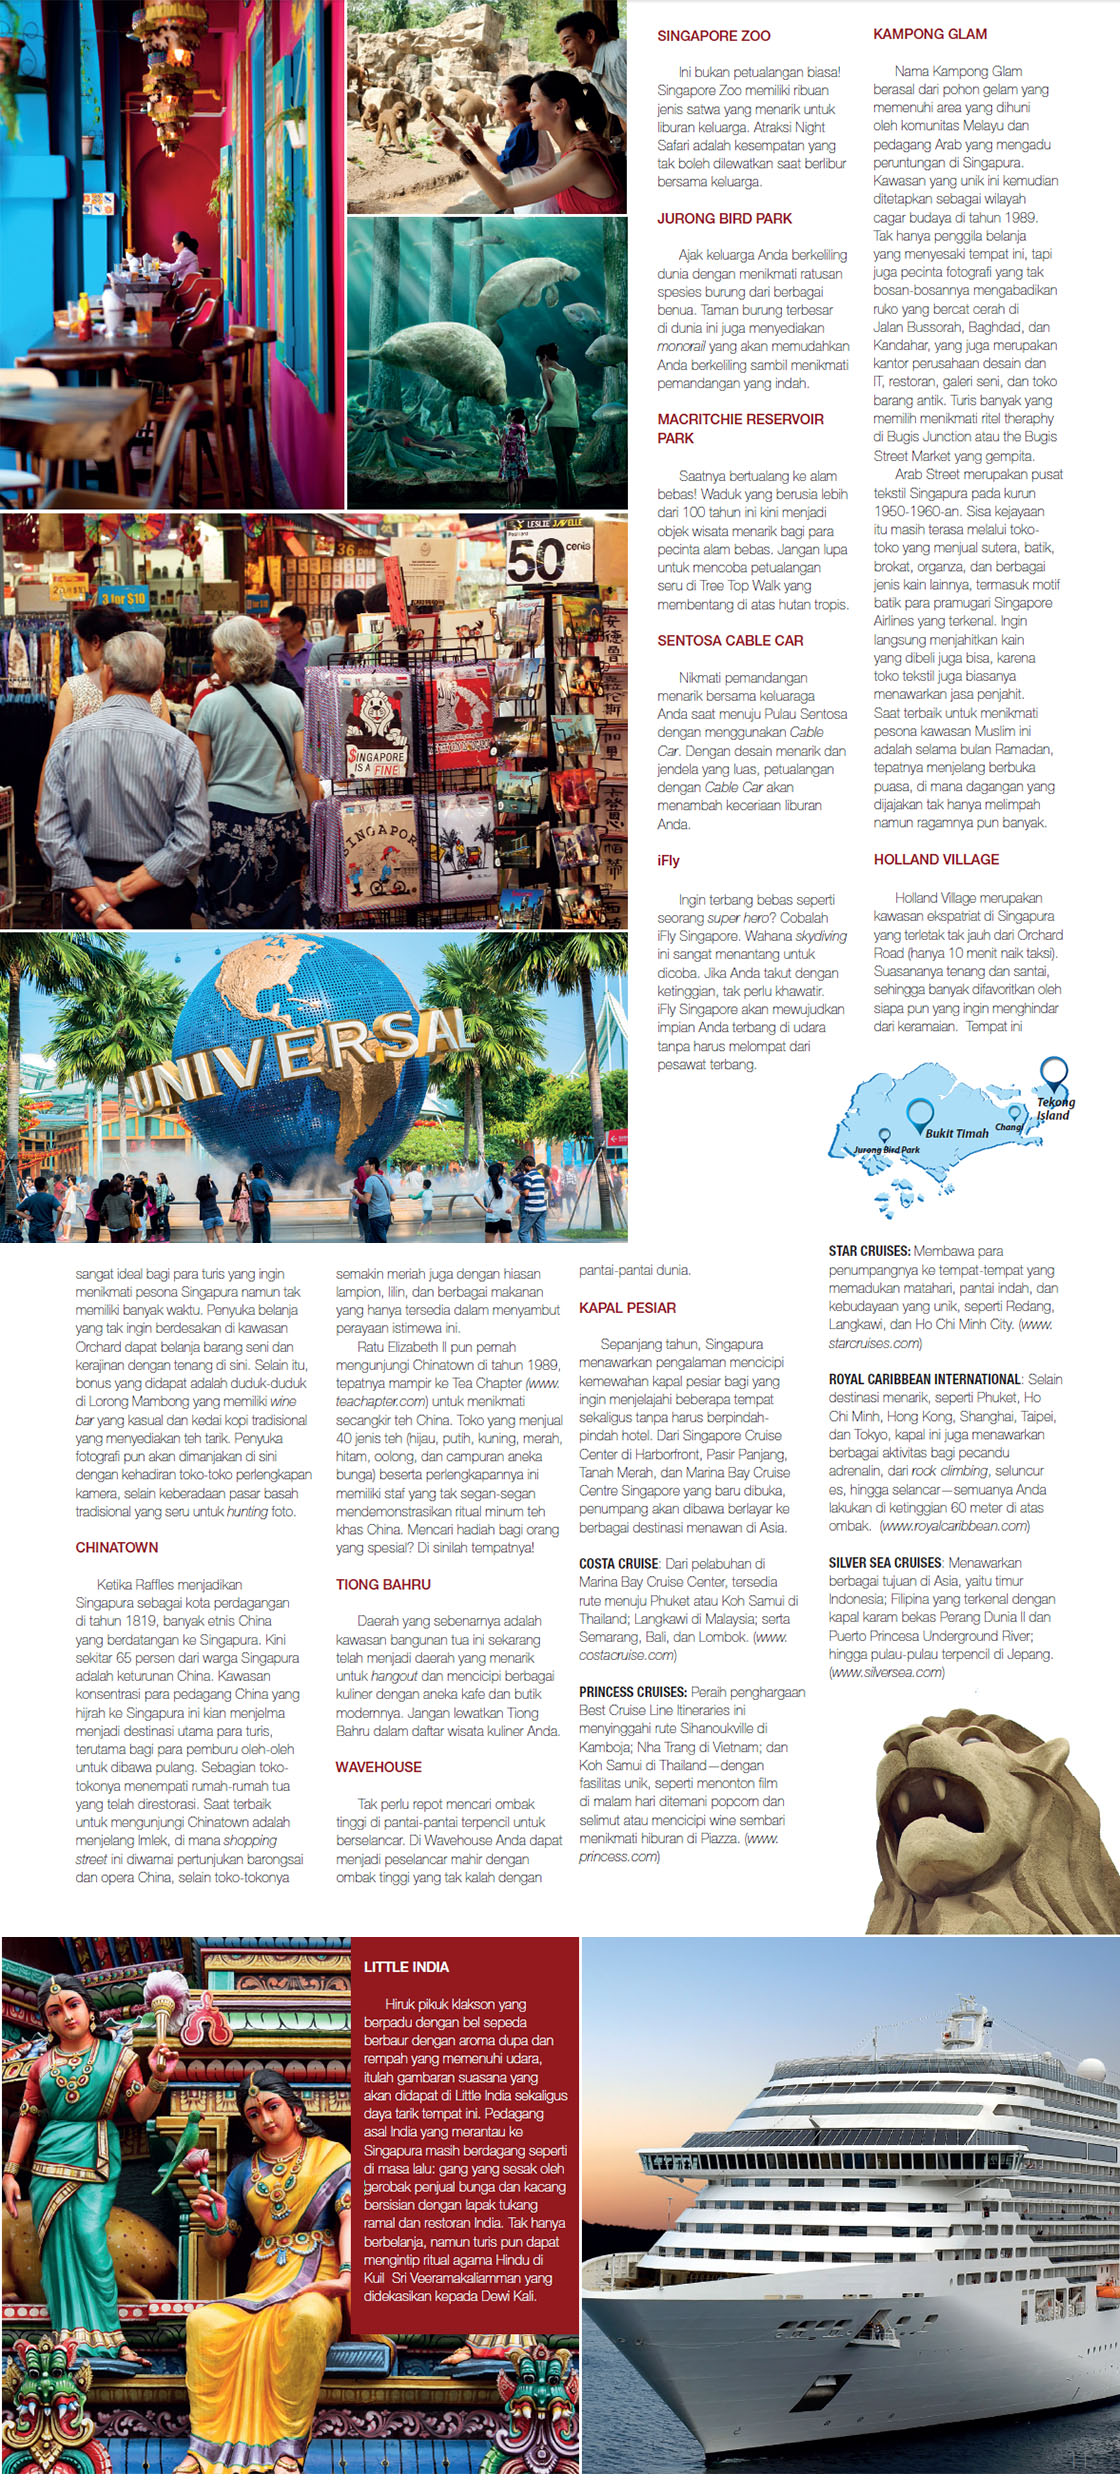 SINGAPORE ZOO
Ini bukan petualangan biasa!
Singapore Zoo memiliki ribuan
jenis satwa yang menarik untuk
liburan keluarga. Atraksi Night
Safari adalah kesempatan yang
tak boleh dilewatkan saat berlibur
bersama keluarga.
JURONG BIRD PARK
Ajak keluarga Anda berkeliling
dunia dengan menikmati ratusan
spesies burung dari berbagai
benua. Taman burung terbesar
di dunia ini juga menyediakan
monorail yang akan memudahkan
Anda berkeliling sambil menikmati
pemandangan yang indah.
MACRITCHIE RESERVOIR
PARK
Saatnya bertualang ke alam
bebas! Waduk yang berusia lebih
dari 100 tahun ini kini menjadi
objek wisata menarik bagi para
pecinta alam bebas. Jangan lupa
untuk mencoba petualangan
seru di Tree Top Walk yang
membentang di atas hutan tropis.
SENTOSA CABLE CAR
Nikmati pemandangan
menarik bersama keluaraga
Anda saat menuju Pulau Sentosa
dengan menggunakan Cable
Car. Dengan desain menarik dan
jendela yang luas, petualangan
dengan Cable Car akan
menambah keceriaan liburan
Anda.
iFly
Ingin terbang bebas seperti
seorang super hero? Cobalah
iFly Singapore. Wahana skydiving
ini sangat menantang untuk
dicoba. Jika Anda takut dengan
ketinggian, tak perlu khawatir.
iFly Singapore akan mewujudkan
impian Anda terbang di udara
tanpa harus melompat dari
pesawat terbang.
KAMPONG GLAM
Nama Kampong Glam
berasal dari pohon gelam yang
memenuhi area yang dihuni
oleh komunitas Melayu dan
pedagang Arab yang mengadu
peruntungan di Singapura.
Kawasan yang unik ini kemudian
ditetapkan sebagai wilayah
cagar budaya di tahun 1989.
Tak hanya penggila belanja
yang menyesaki tempat ini, tapi
juga pecinta fotografi yang tak
bosan-bosannya mengabadikan
ruko yang bercat cerah di
Jalan Bussorah, Baghdad, dan
Kandahar, yang juga merupakan
kantor perusahaan desain dan
IT, restoran, galeri seni, dan toko
barang antik. Turis banyak yang
memilih menikmati ritel theraphy
di Bugis Junction atau the Bugis
Street Market yang gempita.
Arab Street merupakan pusat
tekstil Singapura pada kurun
1950-1960-an. Sisa kejayaan
itu masih terasa melalui toko-
toko yang menjual sutera, batik,
brokat, organza, dan berbagai
jenis kain lainnya, termasuk motif
batik para pramugari Singapore
Airlines yang terkenal. Ingin
langsung menjahitkan kain
yang dibeli juga bisa, karena
toko tekstil juga biasanya
menawarkan jasa penjahit.
Saat terbaik untuk menikmati
pesona kawasan Muslim ini
adalah selama bulan Ramadan,
tepatnya menjelang berbuka
puasa, di mana dagangan yang
dijajakan tak hanya melimpah
namun ragamnya pun banyak.
HOLLAND VILLAGE
Holland Village merupakan
kawasan ekspatriat di Singapura
yang terletak tak jauh dari Orchard
Road (hanya 10 menit naik taksi).
Suasananya tenang dan santai,
sehingga banyak difavoritkan oleh
siapa pun yang ingin menghindar
dari keramaian. Tempat ini
LESLIE JAVELLE
50 cents
36 per
3 for $10
SINGAPORE
IS A FINE
SINGAPORE
UNIVERSAL
Tekong
Island
Changi
Bukit Timah
Jurong Bird Park
sangat ideal bagi para turis yang ingin
menikmati pesona Singapura namun tak
memiliki banyak waktu. Penyuka belanja
yang tak ingin berdesakan di kawasan
Orchard dapat belanja barang seni dan
kerajinan dengan tenang di sini. Selain itu,
bonus yang didapat adalah duduk-duduk
di Lorong Mambong yang memiliki wine
bar yang kasual dan kedai kopi tradisional
yang menyediakan teh tarik. Penyuka
fotografi pun akan dimanjakan di sini
dengan kehadiran toko-toko perlengkapan
kamera, selain keberadaan pasar basah
tradisional yang seru untuk hunting foto.
CHINATOWN
Ketika Raffles menjadikan
Singapura sebagai kota perdagangan
di tahun 1819, banyak etnis China
yang berdatangan ke Singapura. Kini
sekitar 65 persen dari warga Singapura
adalah keturunan China. Kawasan
konsentrasi para pedagang China yang
hijrah ke Singapura ini kian menjelma
menjadi destinasi utama para turis,
terutama bagi para pemburu oleh-oleh
untuk dibawa pulang. Sebagian toko-
tokonya menempati rumah-rumah tua
yang telah direstorasi. Saat terbaik
untuk mengunjungi Chinatown adalah
menjelang Imlek, di mana shopping
street ini diwarnai pertunjukan barongsai
dan opera China, selain toko-tokonya
semakin meriah juga dengan hiasan
lampion, lilin, dan berbagai makanan
yang hanya tersedia dalam menyambut
perayaan istimewa ini.
Ratu Elizabeth II pun pernah
mengunjungi Chinatown di tahun 1989,
tepatnya mampir ke Tea Chapter (www.
teachapter.com) untuk menikmati
secangkir teh China. Toko yang menjual
40 jenis teh (hijau, putih, kuning, merah,
hitam, oolong, dan campuran aneka
bunga) beserta perlengkapannya ini
memiliki staf yang tak segan-segan
mendemonstrasikan ritual minum teh
khas China. Mencari hadiah bagi orang
yang spesial? Di sinilah tempatnya!
TIONG BAHRU
Daerah yang sebenarnya adalah
kawasan bangunan tua ini sekarang
telah menjadi daerah yang menarik
untuk hangout dan mencicipi berbagai
kuliner dengan aneka kafe dan butik
modernnya. Jangan lewatkan Tiong
Bahru dalam daftar wisata kuliner Anda.
WAVEHOUSE
Tak perlu repot mencari ombak
tinggi di pantai-pantai terpencil untuk
berselancar. Di Wavehouse Anda dapat
menjadi peselancar mahir dengan
ombak tinggi yang tak kalah dengan
pantai-pantai dunia.
KAPAL PESIAR
Sepanjang tahun, Singapura
menawarkan pengalaman mencicipi
kemewahan kapal pesiar bagi yang
ingin menjelajahi beberapa tempat
sekaligus tanpa harus berpindah-
pindah hotel. Dari Singapore Cruise
Center di Harborfront, Pasir Panjang,
Tanah Merah, dan Marina Bay Cruise
Centre Singapore yang baru dibuka,
penumpang akan dibawa berlayar ke
berbagai destinasi menawan di Asia.
COSTA CRUISE: Dari pelabuhan di
Marina Bay Cruise Center, tersedia
rute menuju Phuket atau Koh Samui di
Thailand; Langkawi di Malaysia; serta
Semarang, Bali, dan Lombok. (www.
costacruise.com)
PRINCESS CRUISES: Peraih penghargaan
Best Cruise Line Itineraries ini
menyinggahi rute Sihanoukville di
Kamboja; Nha Trang di Vietnam; dan
Koh Samui di Thailand—dengan
fasilitas unik, seperti menonton film
di malam hari ditemani popcorn dan
selimut atau mencicipi wine sembari
menikmati hiburan di Piazza. (www.
princess.com)
STAR CRUISES: Membawa para
penumpangnya ke tempat-tempat yang
memadukan matahari, pantai indah, dan
kebudayaan yang unik, seperti Redang,
Langkawi, dan Ho Chi Minh City. (www.
starcruises.com)
ROYAL CARIBBEAN INTERNATIONAL: Selain
destinasi menarik, seperti Phuket, Ho
Chi Minh, Hong Kong, Shanghai, Taipei,
dan Tokyo, kapal ini juga menawarkan
berbagai aktivitas bagi pecandu
adrenalin, dari rock climbing, seluncur
es, hingga selancar—semuanya Anda
lakukan di ketinggian 60 meter di atas
ombak. (www.royalcaribbean.com)
SILVER SEA CRUISES: Menawarkan
berbagai tujuan di Asia, yaitu timur
Indonesia; Filipina yang terkenal dengan
kapal karam bekas Perang Dunia II dan
Puerto Princesa Underground River;
hingga pulau-pulau terpencil di Jepang.
(www.silversea.com)
LITTLE INDIA
Hiruk pikuk klakson yang
berpadu dengan bel sepeda
berbaur dengan aroma dupa dan
rempah yang memenuhi udara,
itulah gambaran suasana yang
akan didapat di Little India sekaligus
daya tarik tempat ini. Pedagang
asal India yang merantau ke
Singapura masih berdagang seperti
di masa lalu: gang yang sesak oleh
gerobak penjual bunga dan kacang
bersisian dengan lapak tukang
ramal dan restoran India. Tak hanya
berbelanja, namun turis pun dapat
mengintip ritual agama Hindu di
Kuil Sri Veeramakaliamman yang
didekasikan kepada Dewi Kali.